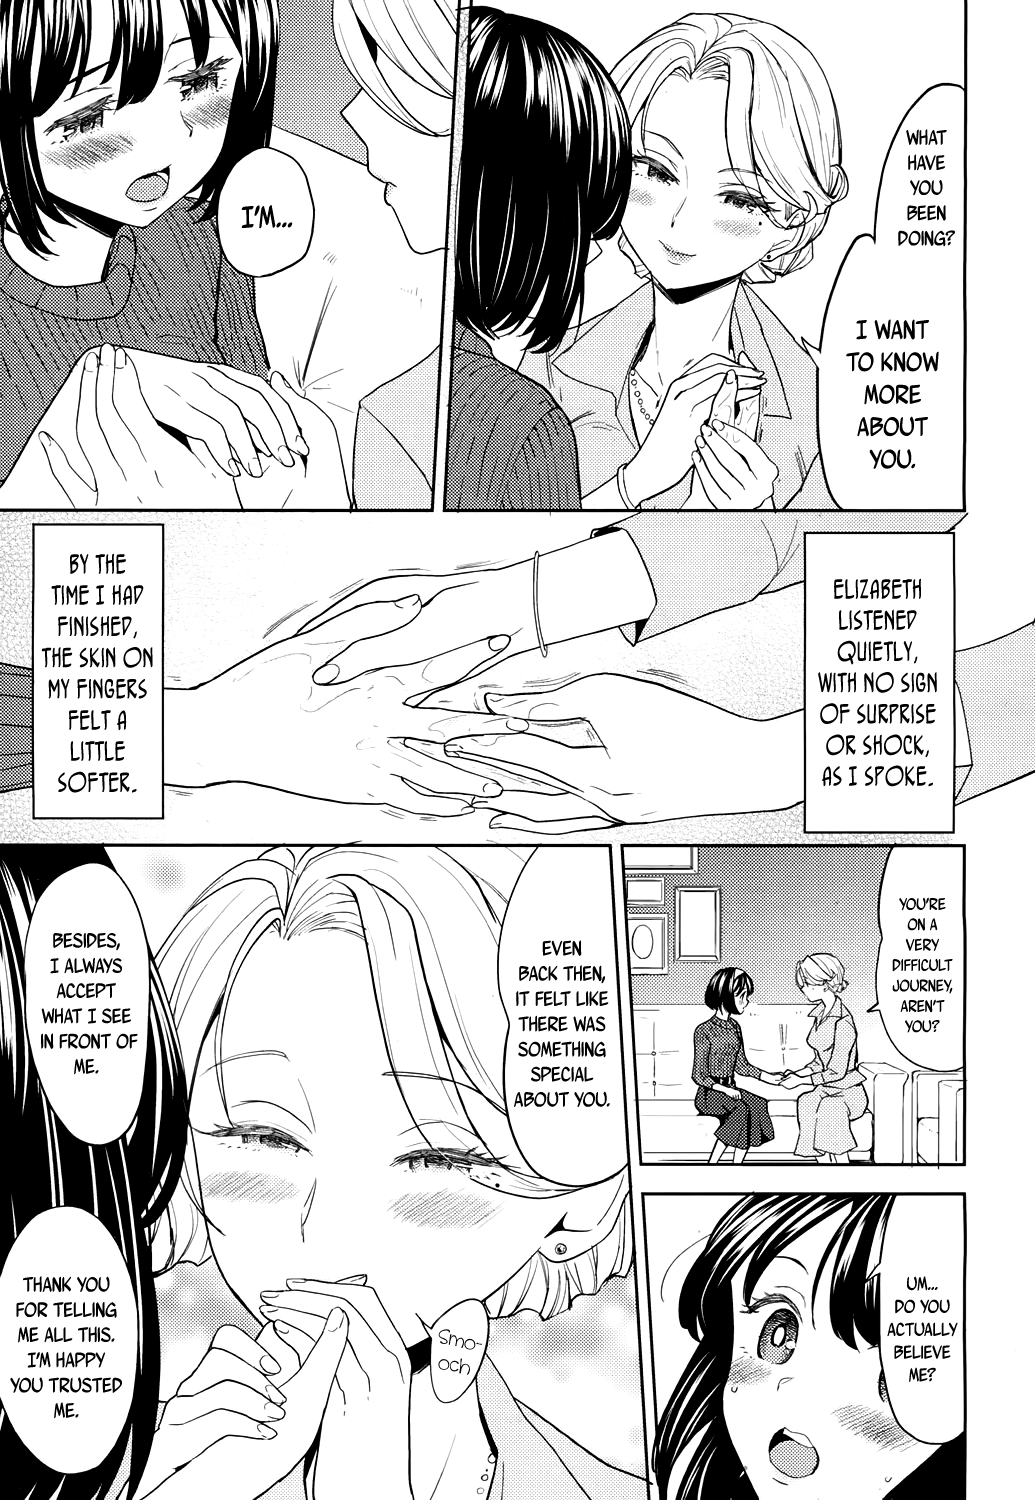 WHAT
HAVE
YOU
BEEN
DOING?
I WANT
TO KNOW
MORE
ABOUT
YOU.
I'M...
ELIZABETH
LISTENED
QUIETLY,
WITH NO SIGN
OF SURPRISE
OR SHOCK,
AS I SPOKE.
BY THE
TIME I HAD
FINISHED,
THE SKIN ON
MY FINGERS
FELT A
LITTLE
SOFTER.
YOU'RE
ON A
VERY
DIFFICULT
JOURNEY,
AREN'T
YOU?
UM...
DO YOU
ACTUALLY
BELIEVE
ME?
EVEN
BACK THEN,
IT FELT LIKE
THERE WAS
SOMETHING
SPECIAL
ABOUT YOU.
BESIDES,
I ALWAYS
ACCEPT
WHAT I SEE
IN FRONT OF
ME.
Smo-
och
THANK YOU
FOR TELLING
ME ALL THIS.
I'M HAPPY
YOU TRUSTED
ME.